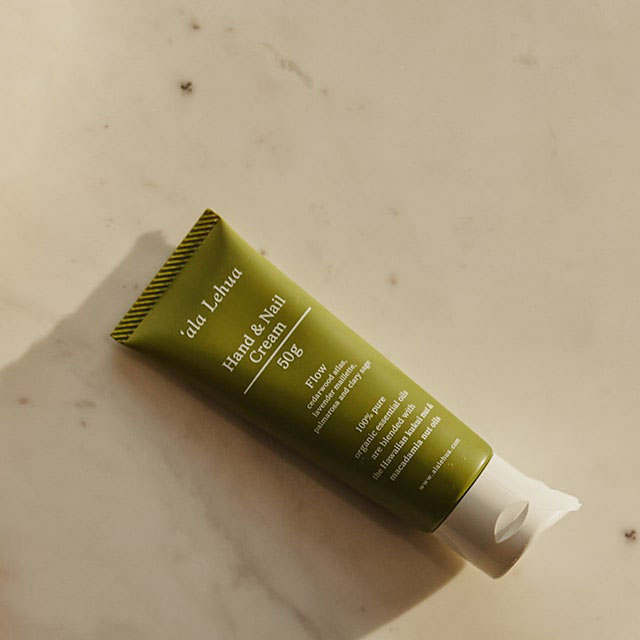 'ala Lehua
Hand & Nail
Cream
50g
Flow
cedarwood atlas,
lavender maillette,
palmarosa and clary sage
100% pure
organic essential oils
are blended with
the Hawaiian kukui nut &
macadamia nut oils
www.alalehua.com